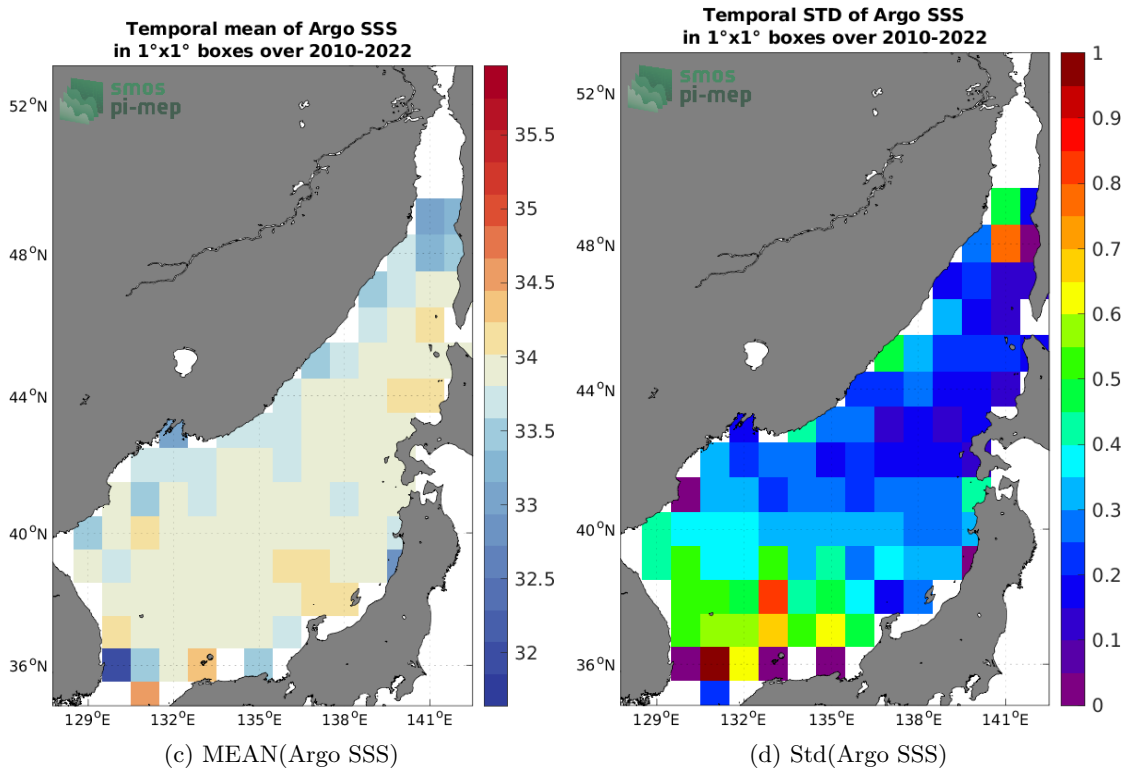 Temporal mean of Argo SSS
in 1°x1° boxes over 2010-2022
smos
pi-mep
52°N
48°N
44°N
40°N
36°N
129°E
132°E
135°E
138°E
141°E
35.5
35
34.5
34
33.5
33
32.5
32
(c) MEAN(Argo SSS)
Temporal STD of Argo SSS
in 1°x1° boxes over 2010-2022
smos
pi-mep
52°N
48°N
44°N
40°N
36°N
129°E
132°E
135°E
138°E
141°E
1
0.9
0.8
0.7
0.6
0.5
0.4
0.3
0.2
0.1
0
(d) Std(Argo SSS)